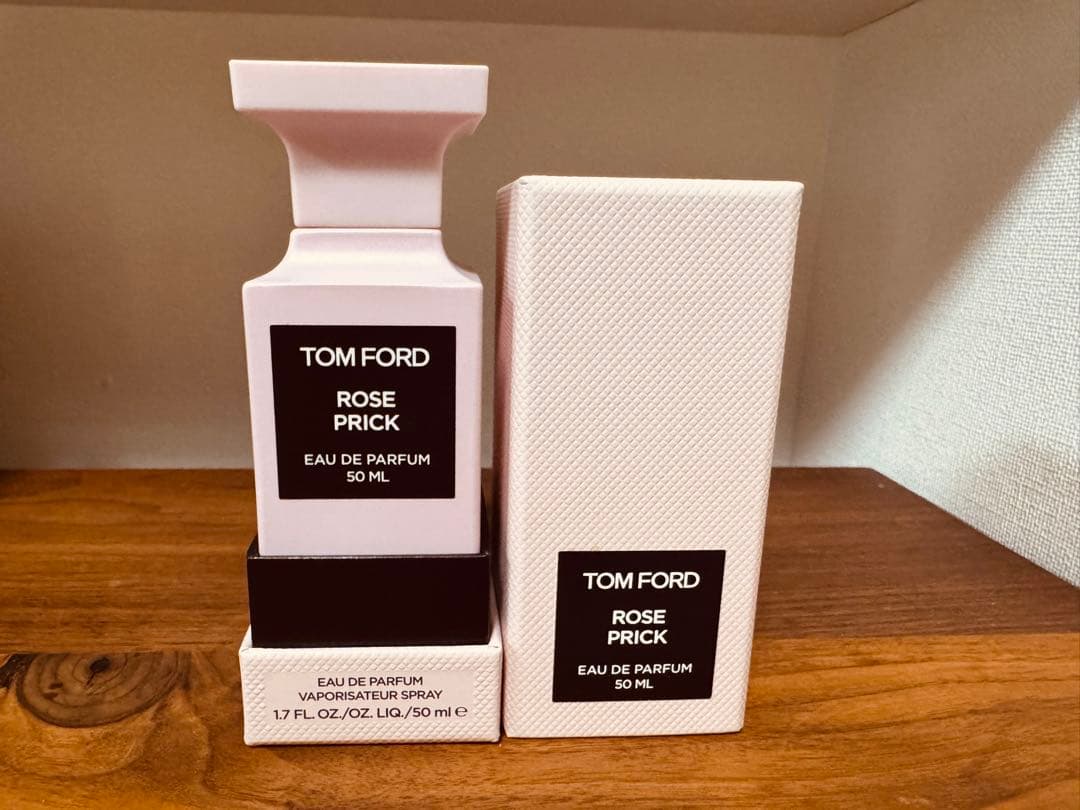 TOM FORD
ROSE
PRICK
EAU DE PARFUM
50 ML
EAU DE PARFUM
VAPORISATEUR SPRAY
1.7 FL. OZ./OZ. LIQ./50 ml ℮
TOM FORD
ROSE
PRICK
EAU DE PARFUM
50 ML